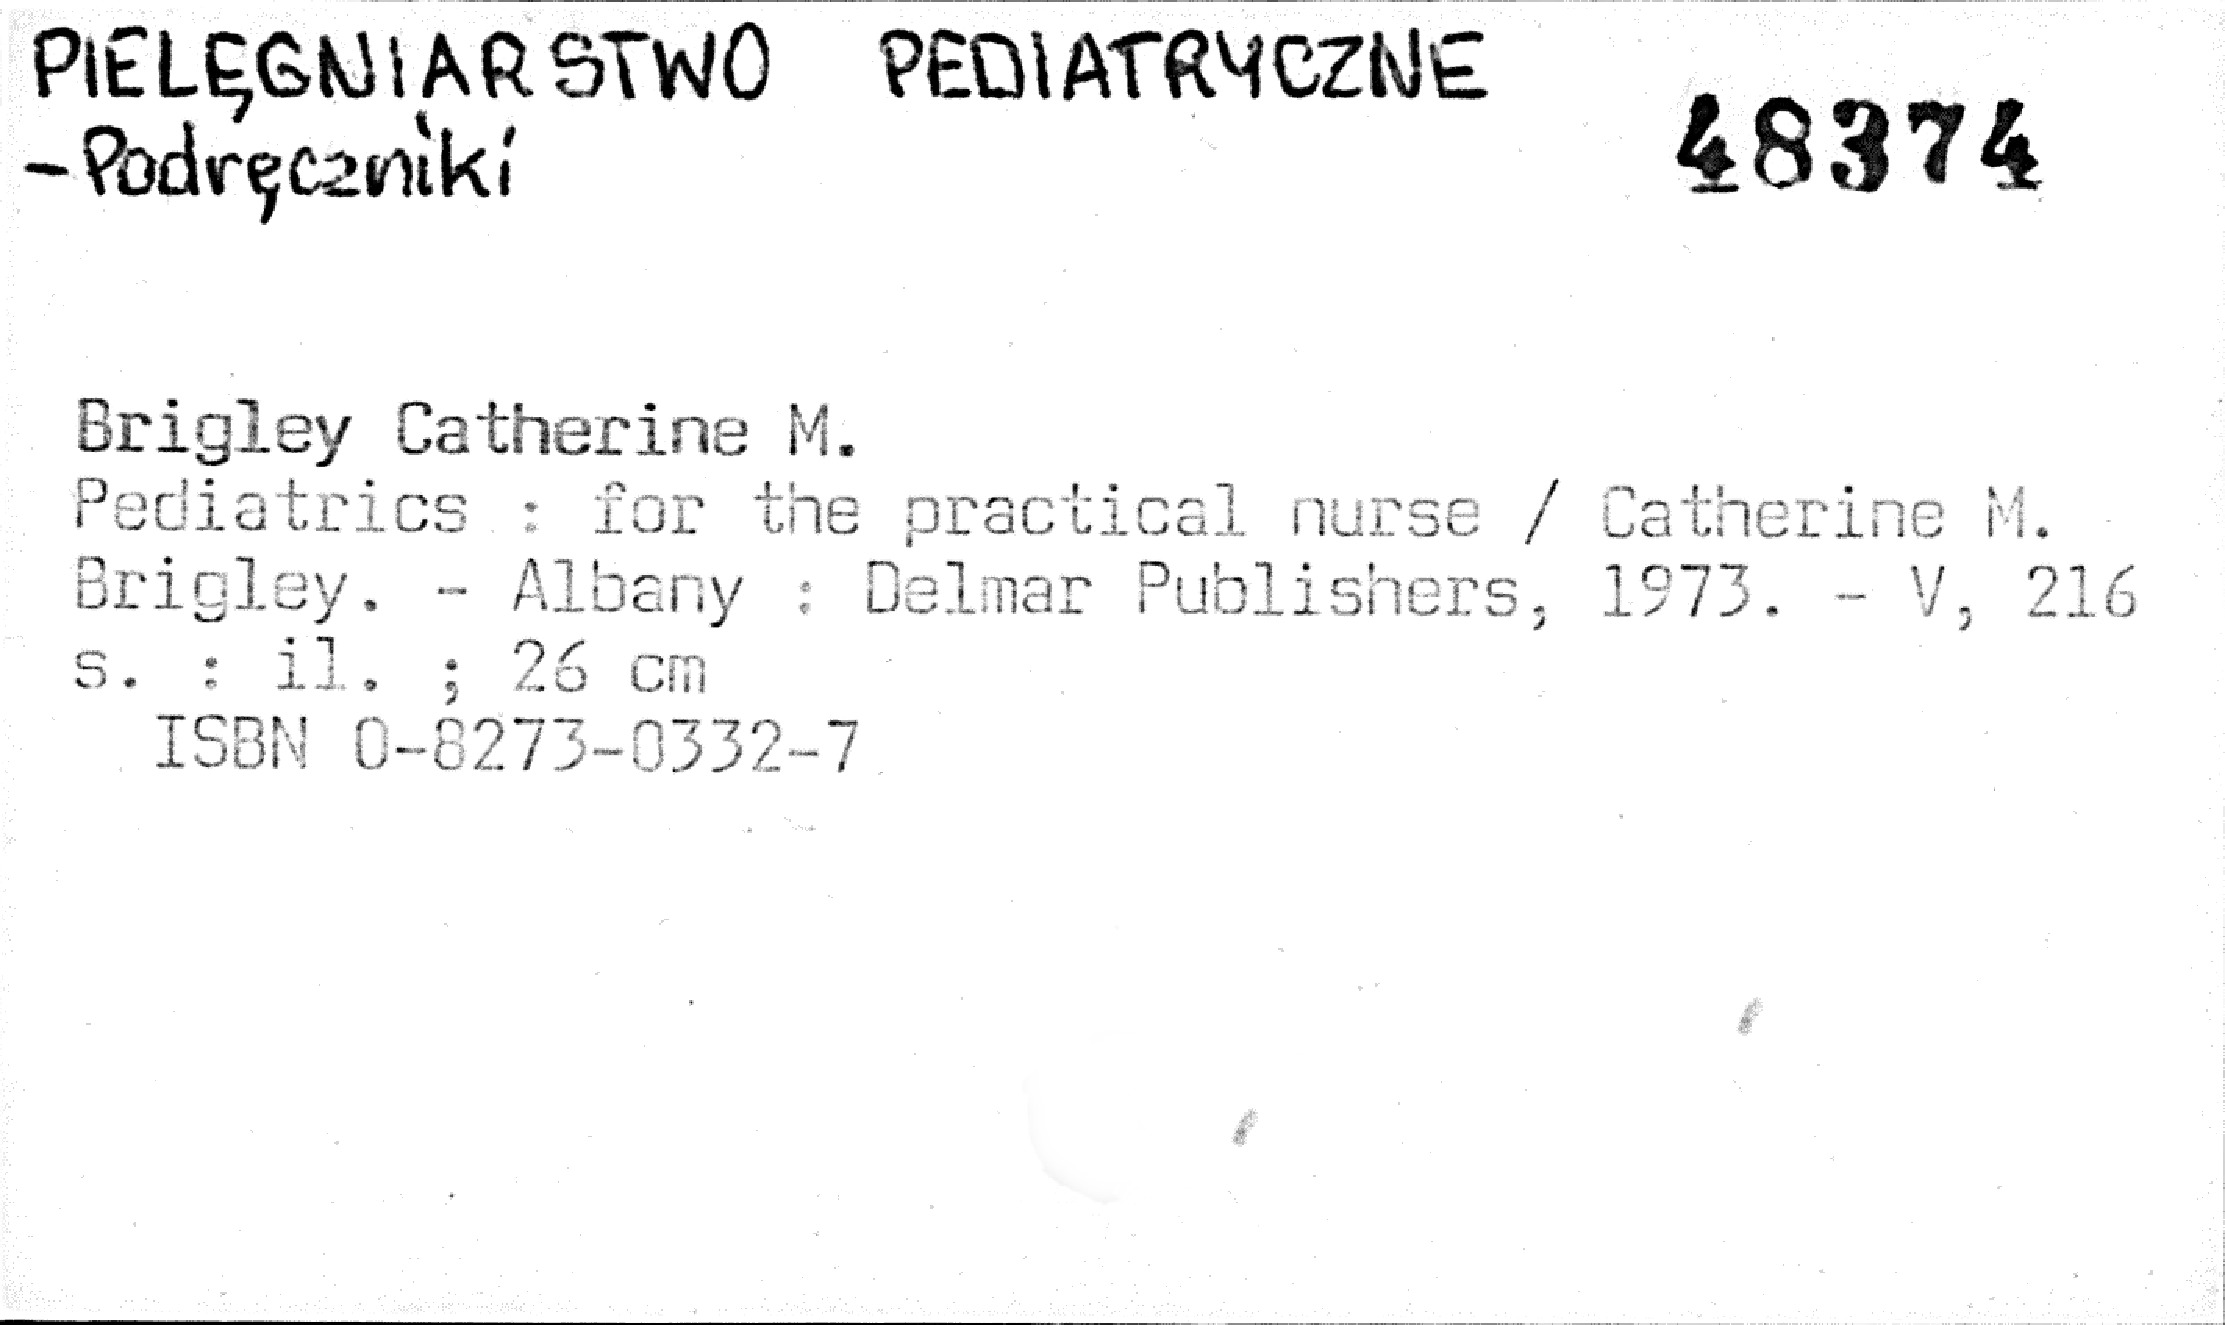 PIELĘGNIARSTWO PEDIATRYCZNE
48374
-Podręczniki
Brigley Catherine M.
Pediatrics : for the practical nurse / Catherine M.
Brigley. - Albany : Delmar Publishers, 1973. - V, 216
s. : il. ; 26 cm
ISBN 0-8273-0332-7